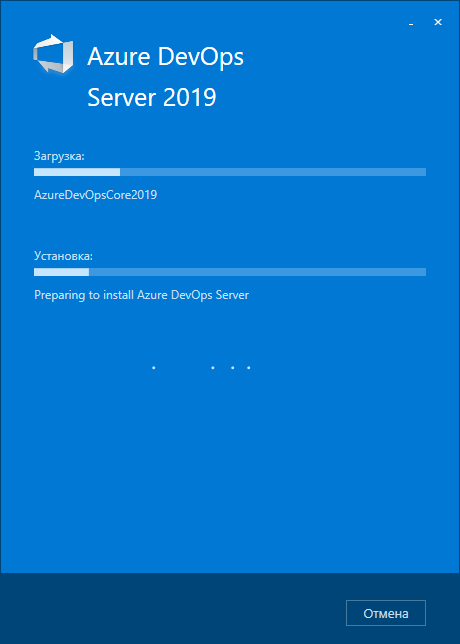 Azure DevOps
Server 2019
Загрузка:
AzureDevOpsCore2019
Установка:
Preparing to install Azure DevOps Server
Отмена